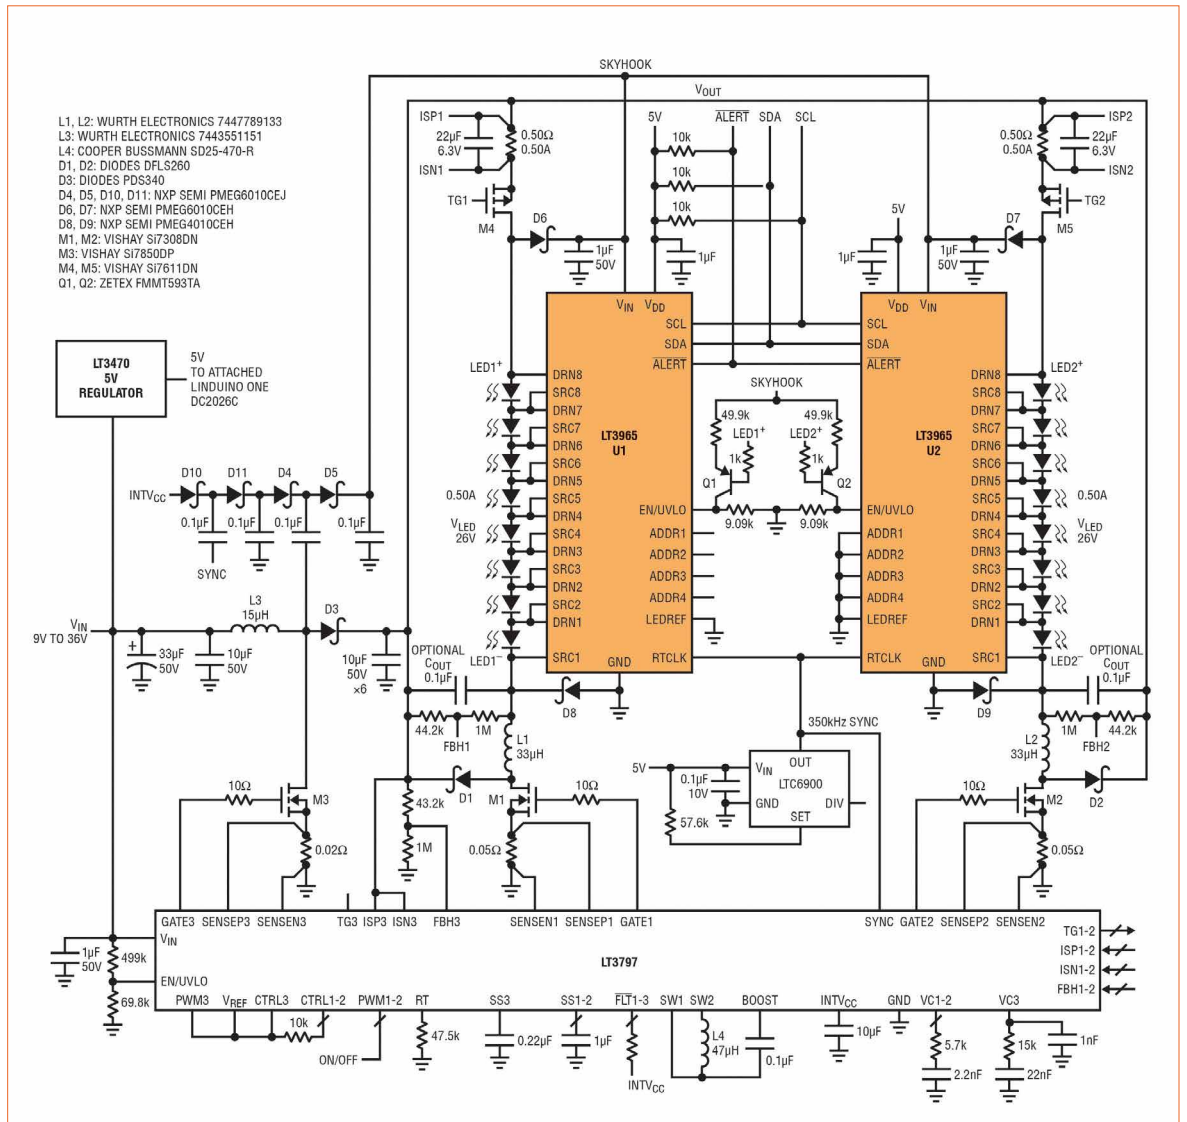 SKYHOOK
VOUT
L1, L2: WURTH ELECTRONICS 7447789133
L3: WURTH ELECTRONICS 7443551151
L4: COOPER BUSSMANN SD25-470-R
D1, D2: DIODES DFLS260
D3: DIODES PDS340
D4, D5, D10, D11: NXP SEMI PMEG6010CEJ
D6, D7: NXP SEMI PMEG6010CEH
D8, D9: NXP SEMI PMEG4010CEH
M1, M2: VISHAY Si7308DN
M3: VISHAY Si7850DP
M4, M5: VISHAY Si7611DN
Q1, Q2: ZETEX FMMT593TA
ISP1
22µF
6.3V
0.50Ω
0.50A
ISN1
TG1
M4
D6
1µF
50V
5V
ALERT
SDA
SCL
10k
10k
10k
1µF
ISP2
0.50Ω
0.50A
22µF
6.3V
ISN2
TG2
M5
5V
D7
1µF
1µF
50V
LT3470
5V
REGULATOR
5V
TO ATTACHED
LINDUINO ONE
DC2026C
LED1+
0.50A
VLED
26V
LED1–
VIN
VDD
SCL
SDA
ALERT
DRN8
SRC8
DRN7
SRC7
DRN6
SRC6
DRN5
SRC5
DRN4
SRC4
DRN3
SRC3
DRN2
SRC2
DRN1
SRC1
LT3965
U1
EN/UVLO
ADDR1
ADDR2
ADDR3
ADDR4
LEDREF
RTCLK
GND
SKYHOOK
49.9k
49.9k
LED1+
LED2+
1k
1k
Q1
Q2
9.09k
9.09k
VDD
VIN
SCL
SDA
ALERT
DRN8
SRC8
DRN7
SRC7
DRN6
SRC6
DRN5
SRC5
DRN4
SRC4
DRN3
SRC3
DRN2
SRC2
DRN1
SRC1
LT3965
U2
EN/UVLO
ADDR1
ADDR2
ADDR3
ADDR4
LEDREF
RTCLK
GND
LED2+
0.50A
VLED
26V
LED2–
INTVCC
D10
D11
D4
D5
0.1µF
0.1µF
0.1µF
0.1µF
SYNC
VIN
9V TO 36V
L3
15µH
D3
+
33µF
50V
10µF
50V
10µF
50V
×6
OPTIONAL
COUT
0.1µF
D8
44.2k
1M
FBH1
L1
33µH
D1
10Ω
M3
0.02Ω
43.2k
1M
M1
10Ω
0.05Ω
350kHz SYNC
5V
0.1µF
10V
57.6k
VIN
OUT
LTC6900
GND
DIV
SET
OPTIONAL
COUT
0.1µF
D9
1M
44.2k
FBH2
L2
33µH
D2
10Ω
M2
0.05Ω
GATE3
SENSEP3
SENSEN3
TG3
ISP3
ISN3
FBH3
SENSEN1
SENSEP1
GATE1
SYNC
GATE2
SENSEP2
SENSEN2
TG1-2
ISP1-2
ISN1-2
FBH1-2
LT3797
1µF
50V
VIN
499k
EN/UVLO
69.8k
PWM3
VREF
CTRL3
CTRL1-2
PWM1-2
RT
SS3
SS1-2
FLT1-3
SW1
SW2
BOOST
INTVCC
GND
VC1-2
VC3
10k
ON/OFF
47.5k
0.22µF
1µF
INTVCC
L4
47µH
0.1µF
10µF
5.7k
2.2nF
15k
22nF
1nF